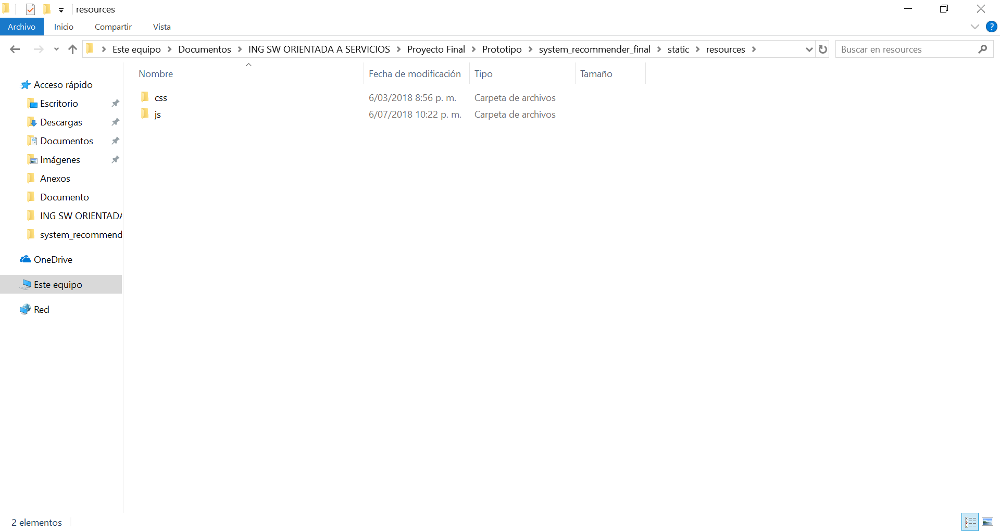 resources
Archivo Inicio Compartir Vista
Este equipo Documentos ING SW ORIENTADA A SERVICIOS Proyecto Final Prototipo system_recommender_final static resources Buscar en resources
Nombre Fecha de modificación Tipo Tamaño
css 6/03/2018 8:56 p. m. Carpeta de archivos
js 6/07/2018 10:22 p. m. Carpeta de archivos
Acceso rápido
Escritorio
Descargas
Documentos
Imágenes
Anexos
Documento
ING SW ORIENTADA
system_recommend
OneDrive
Este equipo
Red
2 elementos